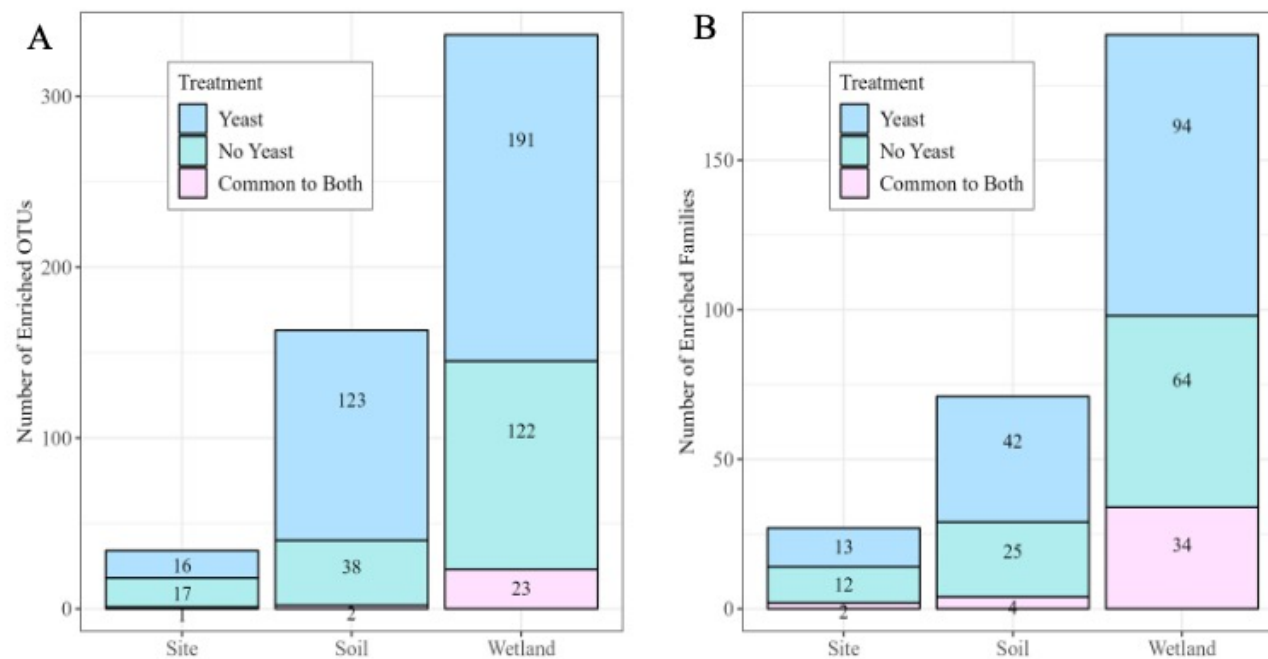 A
Number of Enriched OTUs
300
200
100
0
Treatment
Yeast
No Yeast
Common to Both
16
17
1
123
38
2
191
122
23
Site
Soil
Wetland
B
Number of Enriched Families
150
100
50
0
Treatment
Yeast
No Yeast
Common to Both
13
12
2
42
25
4
94
64
34
Site
Soil
Wetland